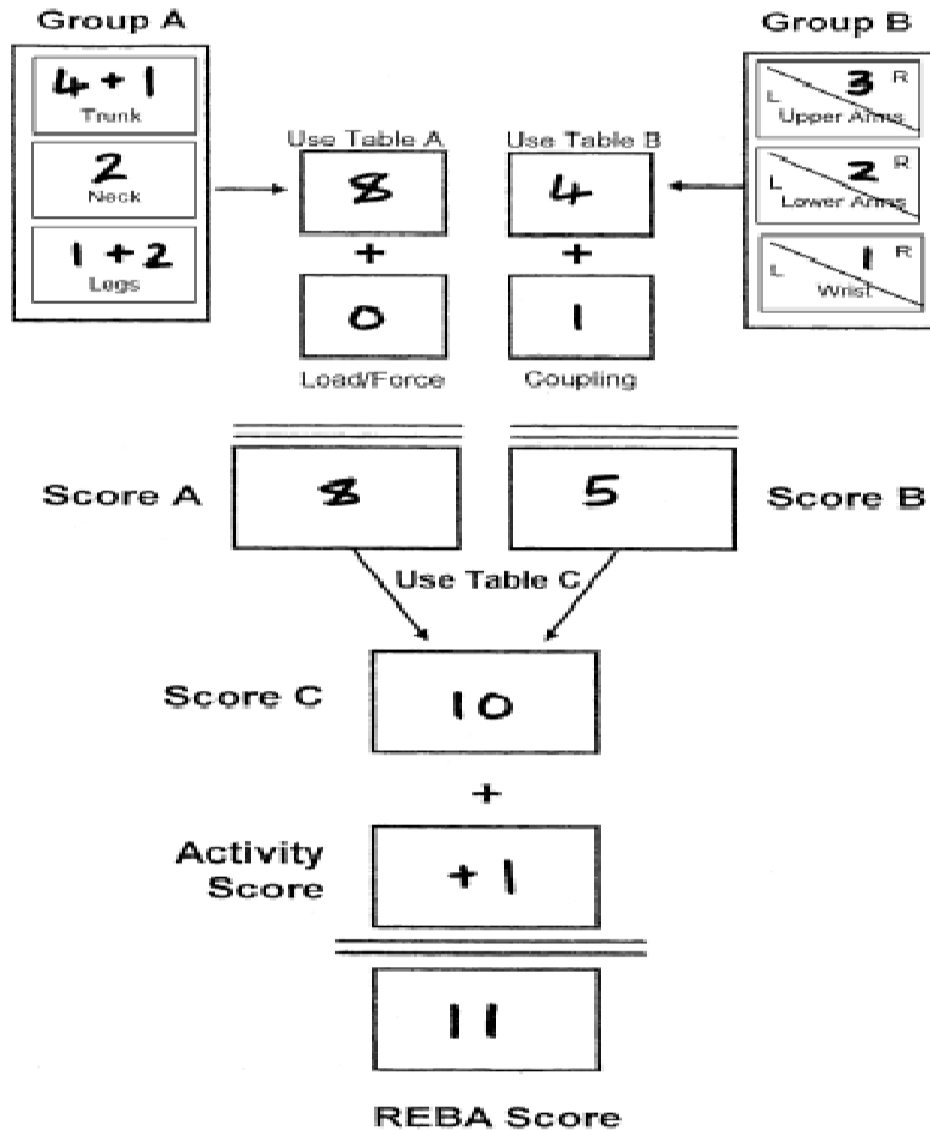 Group A
4 + 1
Trunk
2
Neck
1 + 2
Legs
Group B
L 3 R
Upper Arms
L 2 R
Lower Arms
L 1 R
Wrist
Use Table A
8
+
0
Load/Force
Use Table B
4
+
1
Coupling
Score A
8
5
Score B
Use Table C
Score C
10
+
Activity
Score
+1
11
REBA Score